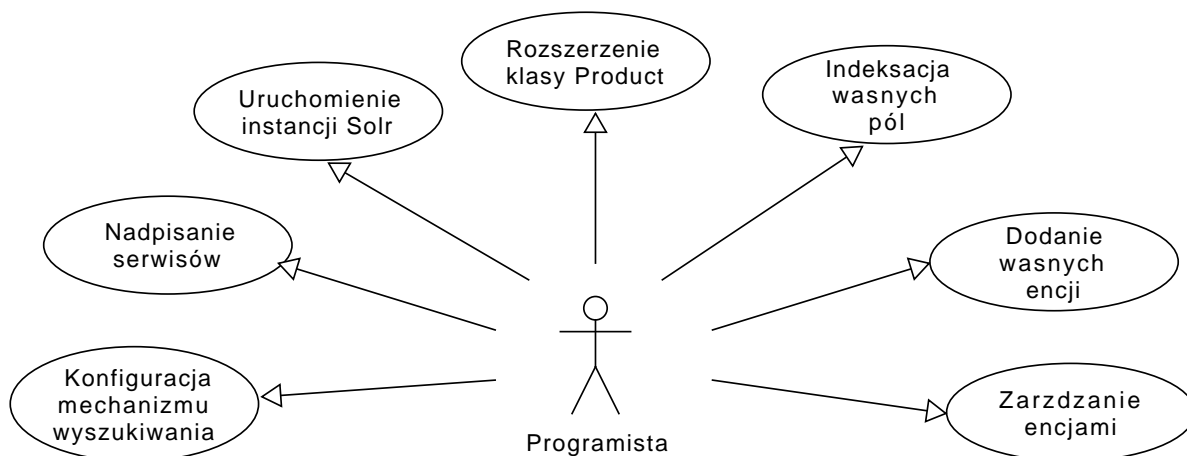 Rozszerzenie
klasy Product
Indeksacja
wasnych
pól
Uruchomienie
instancji Solr
Nadpisanie
serwisów
Dodanie
wasnych
encji
Konfiguracja
mechanizmu
wyszukiwania
Zarzdzanie
encjami
Programista